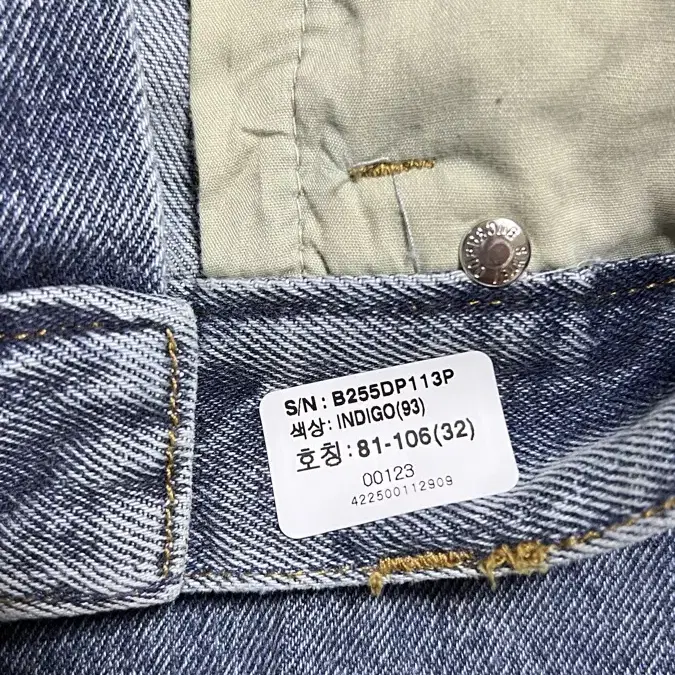 S/N : B255DP113P
색상: INDIGO(93)
호칭 : 81-106(32)
00123
422500112909